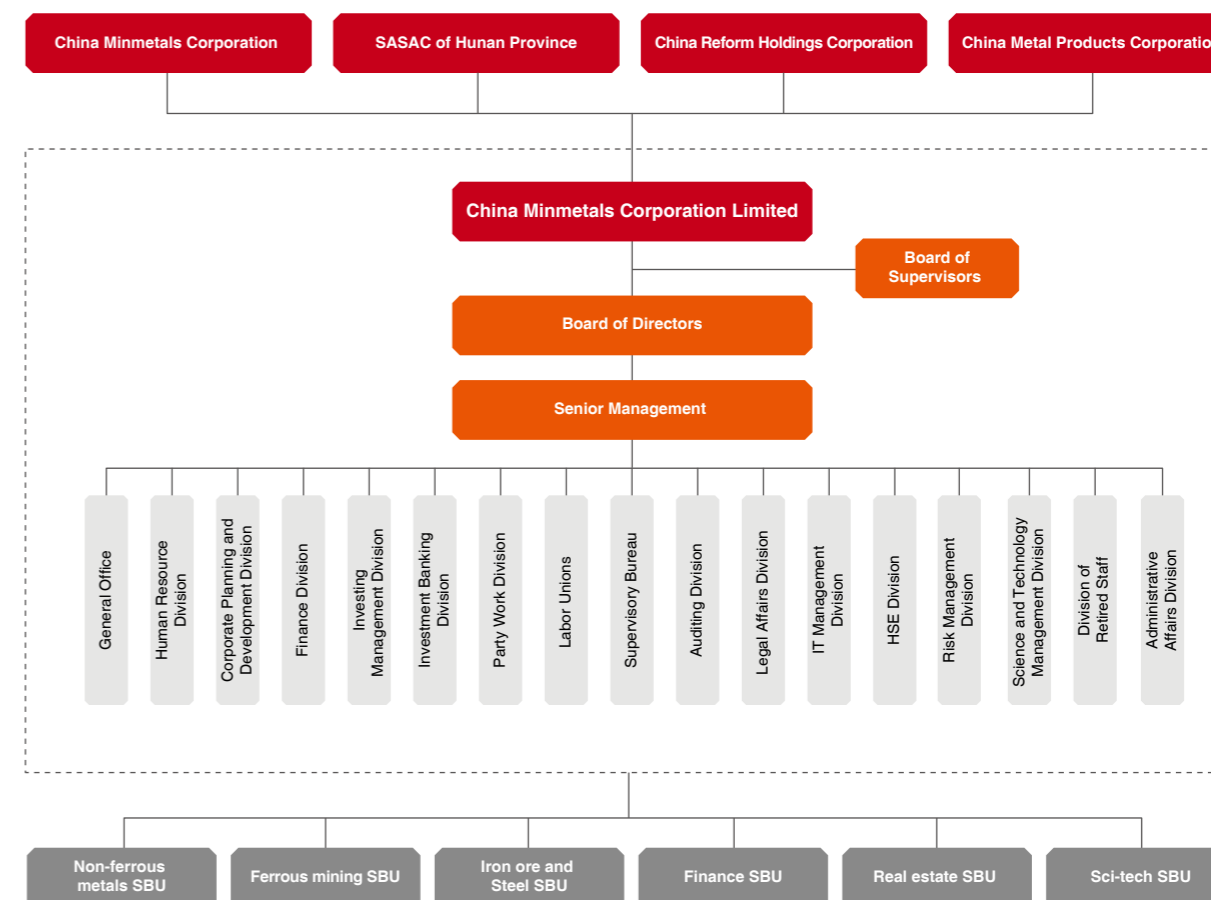 China Minmetals Corporation
SASAC of Hunan Province
China Reform Holdings Corporation
China Metal Products Corporatio
China Minmetals Corporation Limited
Board of
Supervisors
Board of Directors
Senior Management
General Office
Human Resource
Division
Corporate Planning and
Development Division
Finance Division
Investing
Management Division
Investment Banking
Division
Party Work Division
Labor Unions
Supervisory Bureau
Auditing Division
Legal Affairs Division
IT Management
Division
HSE Division
Risk Management
Division
Science and Technology
Management Division
Division of
Retired Staff
Administrative
Affairs Division
Non-ferrous
metals SBU
Ferrous mining SBU
Iron ore and
Steel SBU
Finance SBU
Real estate SBU
Sci-tech SBU